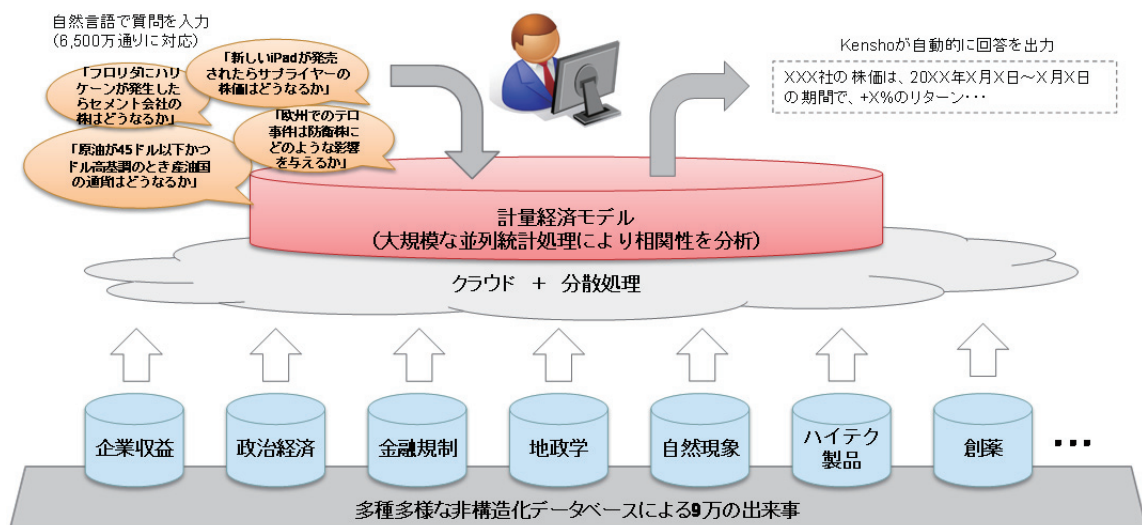 自然言語で質問を入力
(6,500万通りに対応)
「フロリダにハリ
ケーンが発生した
らセメント会社の
株はどうなるか」
「新しいiPadが発売
されたらサプライヤーの
株価はどうなるか」
「欧州でのテロ
事件は防衛株に
どのような影響
を与えるか」
「原油が45ドル以下かつ
ドル高基調のとき産油国
の通貨はどうなるか」
Kenshoが自動的に回答を出力
XXX社の株価は、20XX年X月X日～X月X日
の期間で、+X%のリターン・・・
計量経済モデル
(大規模な並列統計処理により相関性を分析)
クラウド + 分散処理
企業収益
政治経済
金融規制
地政学
自然現象
ハイテク
製品
創薬
・・・
多種多様な非構造化データベースによる9万の出来事